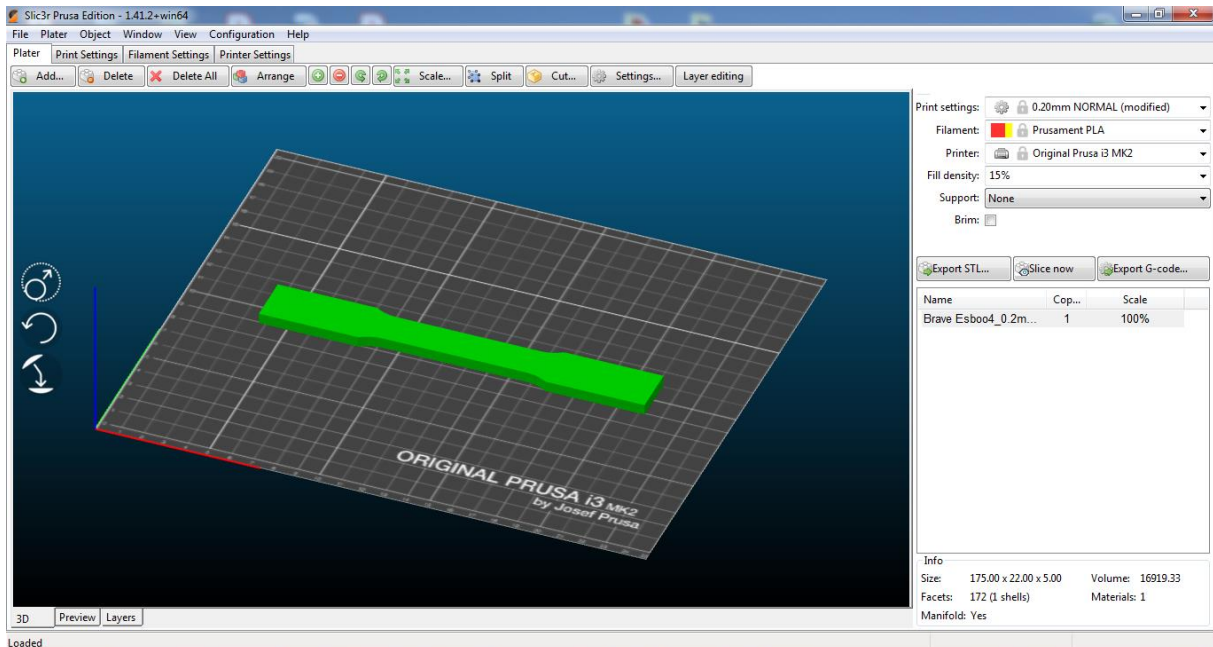 Slic3r Prusa Edition - 1.41.2+win64
File Plater Object Window View Configuration Help
Plater Print Settings Filament Settings Printer Settings
Add... Delete Delete All Arrange Scale... Split Cut... Settings... Layer editing
Print settings: 0.20mm NORMAL (modified)
Filament: Prusament PLA
Printer: Original Prusa i3 MK2
Fill density: 15%
Support: None
Brim:
Export STL... Slice now Export G-code...
Name Cop... Scale
Brave Esboo4_0.2m... 1 100%
ORIGINAL PRUSA i3 MK2
by Josef Prusa
Info
Size: 175.00 x 22.00 x 5.00 Volume: 16919.33
Facets: 172 (1 shells) Materials: 1
Manifold: Yes
3D Preview Layers
Loaded